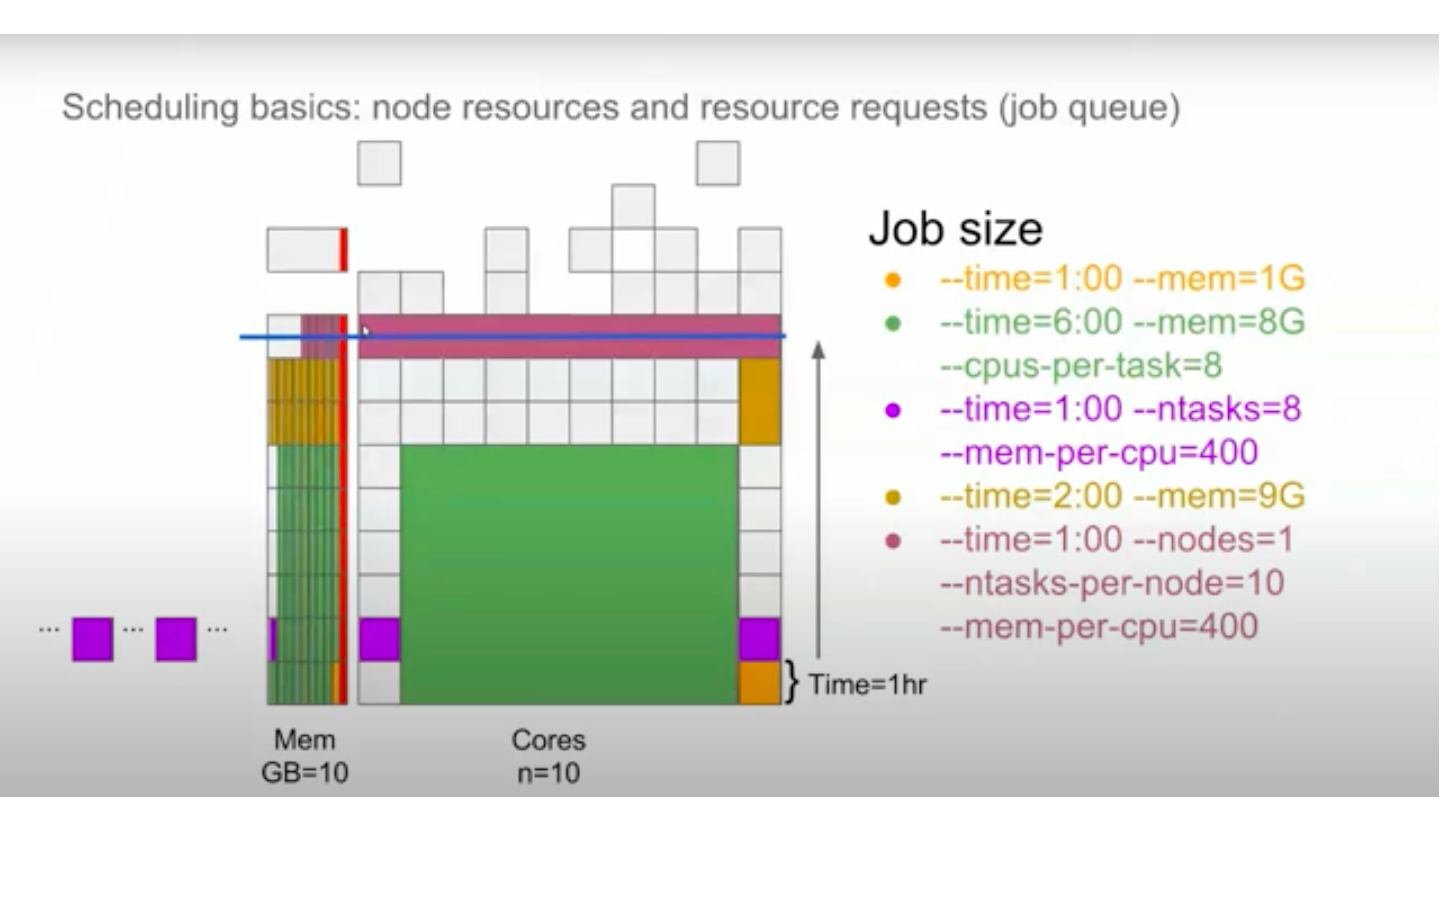 Scheduling basics: node resources and resource requests (job queue)
Job size
--time=1:00 --mem=1G
--time=6:00 --mem=8G
--cpus-per-task=8
--time=1:00 --ntasks=8
--mem-per-cpu=400
--time=2:00 --mem=9G
--time=1:00 --nodes=1
--ntasks-per-node=10
--mem-per-cpu=400
... ... ...
} Time=1hr
Mem
GB=10
Cores
n=10